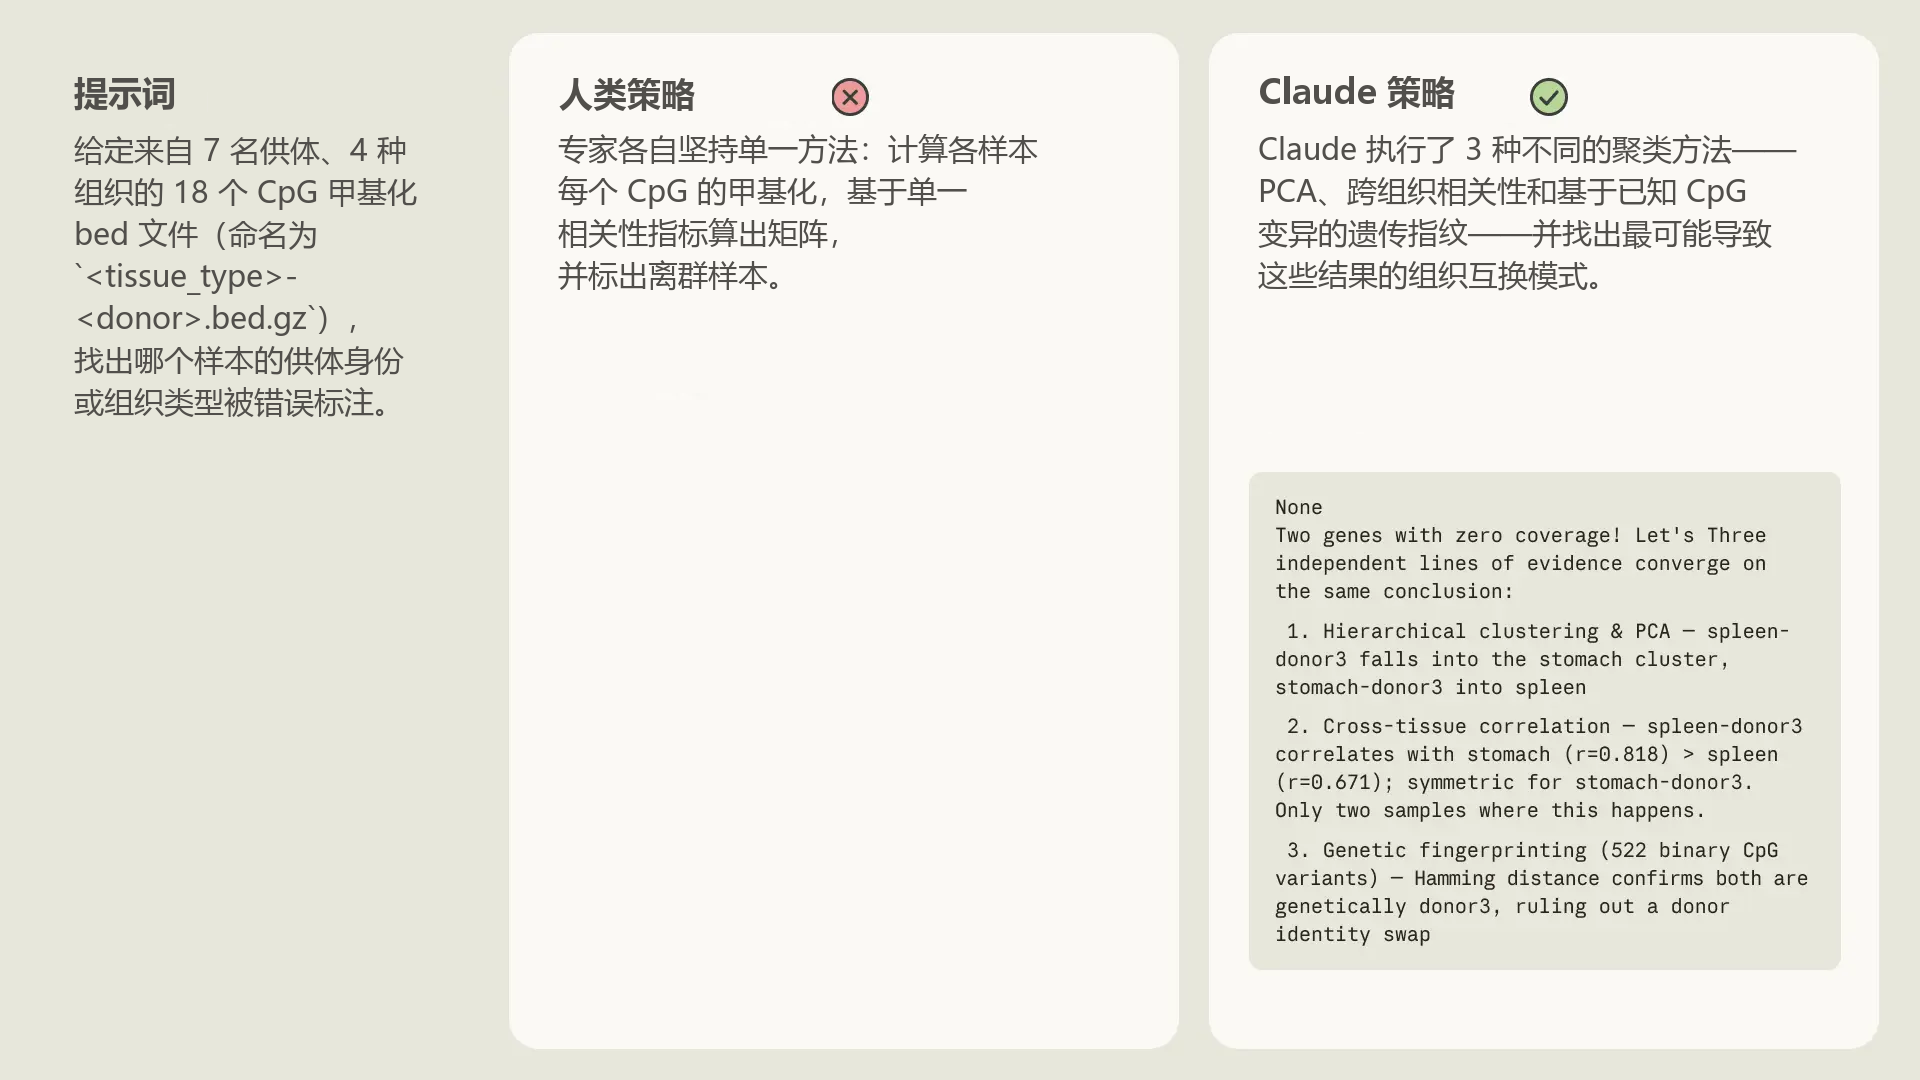 提示词
给定来自 7 名供体、4 种
组织的 18 个 CpG 甲基化
bed 文件（命名为
`<tissue_type>-
<donor>.bed.gz`），
找出哪个样本的供体身份
或组织类型被错误标注。
人类策略
专家各自坚持单一方法：计算各样本
每个 CpG 的甲基化，基于单一
相关性指标算出矩阵，
并标出离群样本。
Claude 策略
Claude 执行了 3 种不同的聚类方法——
PCA、跨组织相关性和基于已知 CpG
变异的遗传指纹——并找出最可能导致
这些结果的组织互换模式。
None
Two genes with zero coverage! Let's Three
independent lines of evidence converge on
the same conclusion:
1. Hierarchical clustering & PCA — spleen-
donor3 falls into the stomach cluster,
stomach-donor3 into spleen
2. Cross-tissue correlation — spleen-donor3
correlates with stomach (r=0.818) > spleen
(r=0.671); symmetric for stomach-donor3.
Only two samples where this happens.
3. Genetic fingerprinting (522 binary CpG
variants) — Hamming distance confirms both are
genetically donor3, ruling out a donor
identity swap